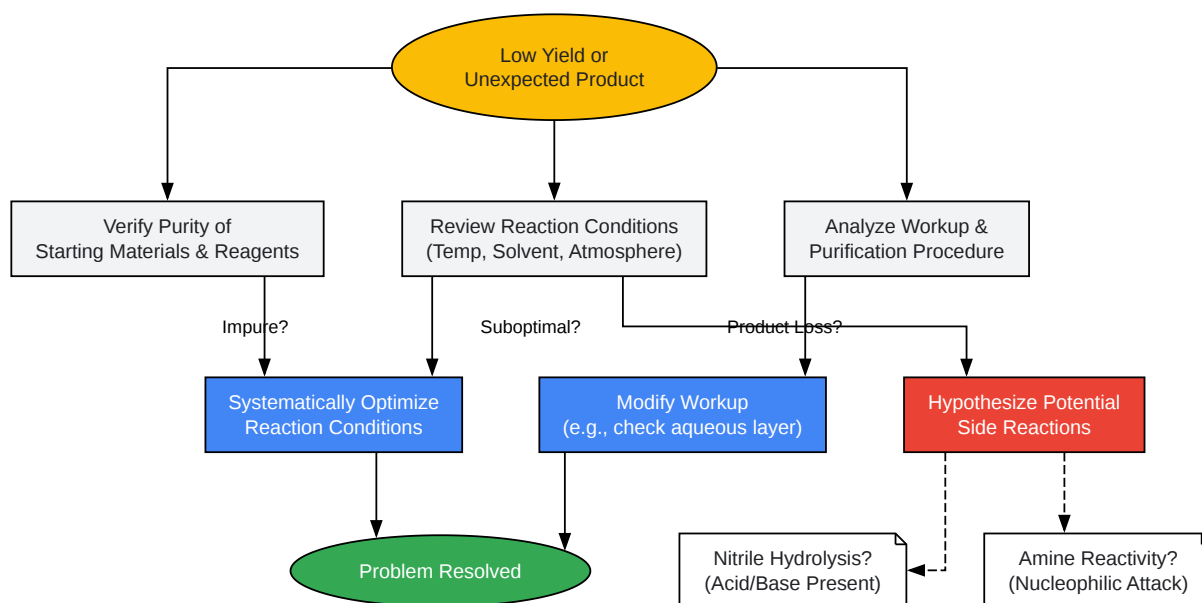 Low Yield or
Unexpected Product
Verify Purity of
Starting Materials & Reagents
Review Reaction Conditions
(Temp, Solvent, Atmosphere)
Analyze Workup &
Purification Procedure
Impure?
Suboptimal?
Product Loss?
Systematically Optimize
Reaction Conditions
Modify Workup
(e.g., check aqueous layer)
Hypothesize Potential
Side Reactions
Problem Resolved
Nitrile Hydrolysis?
(Acid/Base Present)
Amine Reactivity?
(Nucleophilic Attack)